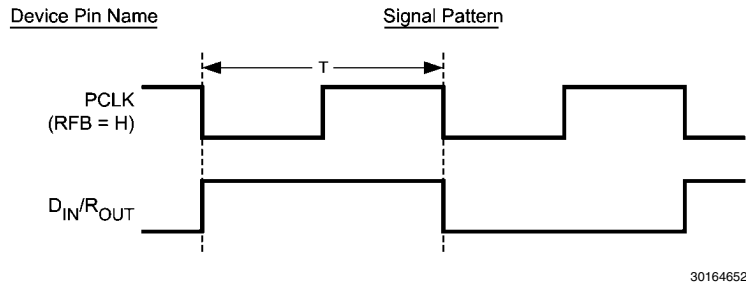 Device Pin Name
Signal Pattern
T
PCLK
(RFB = H)
DIN/ROUT
30164652